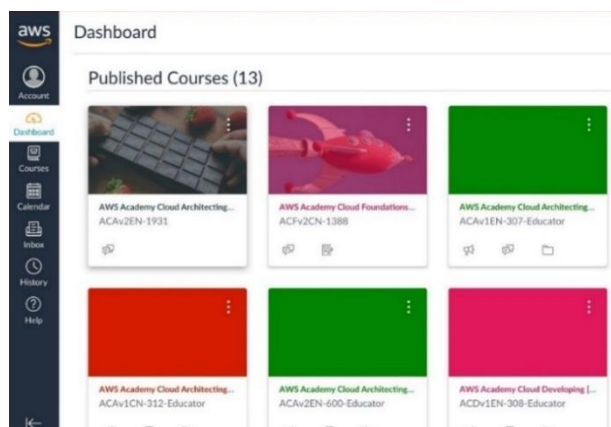 aws
Dashboard
Account
Dashboard
Courses
Calendar
Inbox
History
Help
Published Courses (13)
AWS Academy Cloud Architecting...
ACAv2EN-1931
AWS Academy Cloud Foundations...
ACFv2CN-1388
AWS Academy Cloud Architecting...
ACAv1EN-307-Educator
AWS Academy Cloud Architecting...
ACAv1CN-312-Educator
AWS Academy Cloud Architecting...
ACAv2EN-600-Educator
AWS Academy Cloud Developing [...
ACDv1EN-308-Educator